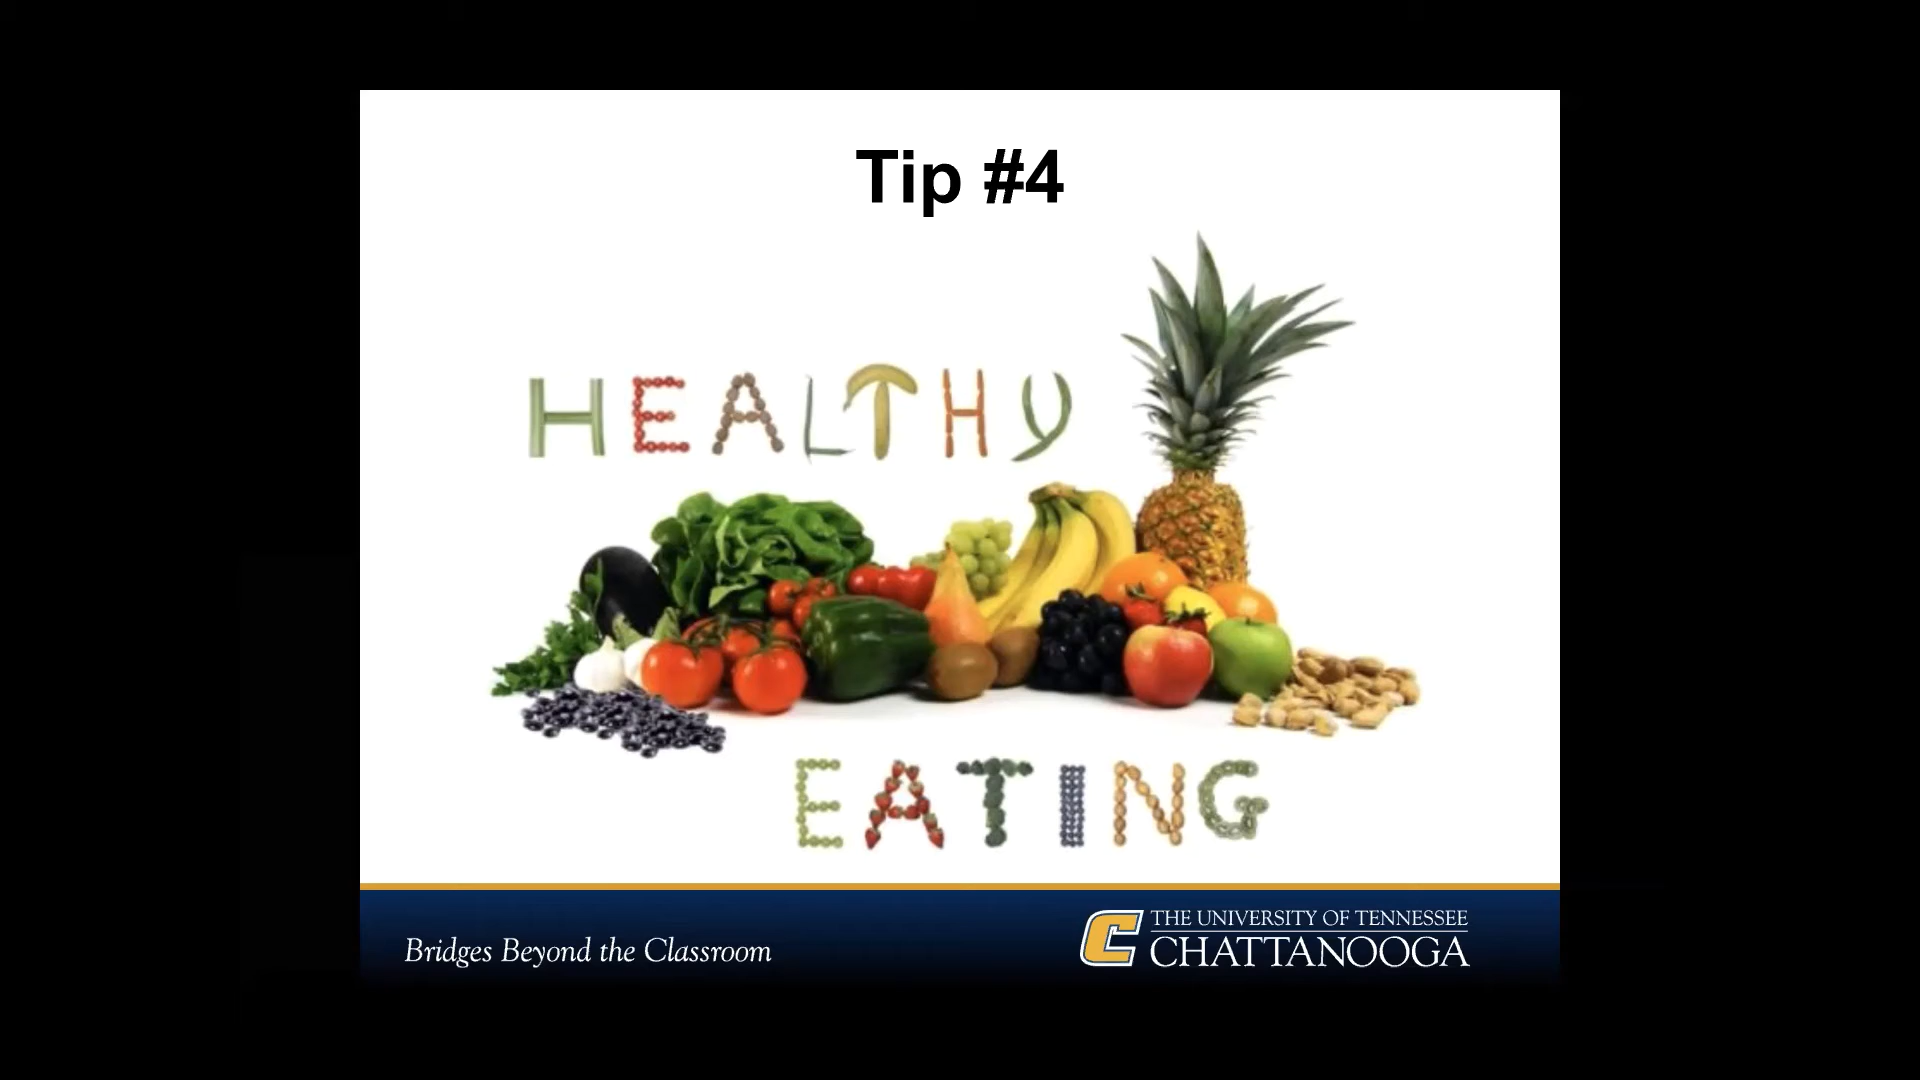 Tip #4
HEALTHY
EATING
Bridges Beyond the Classroom
C
THE UNIVERSITY OF TENNESSEE
CHATTANOOGA